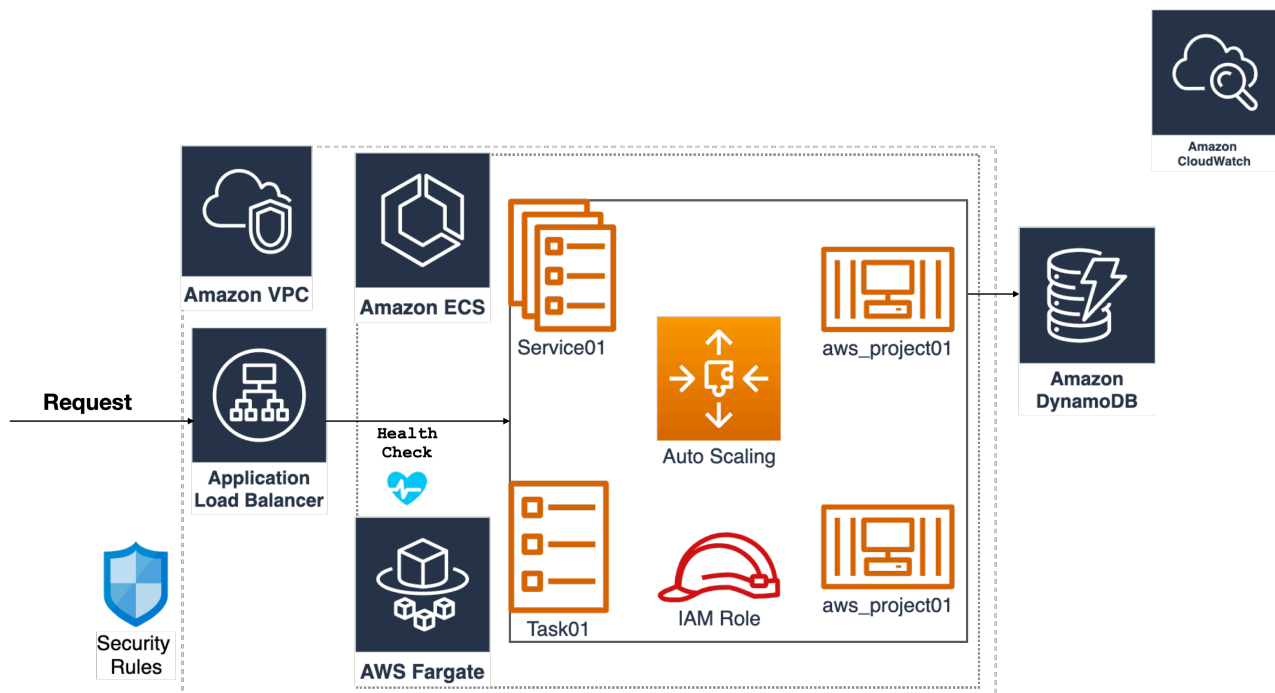 Amazon
CloudWatch
Amazon VPC
Amazon ECS
Service01
aws_project01
Amazon
DynamoDB
Request
Health
Check
Auto Scaling
Application
Load Balancer
Security
Rules
AWS Fargate
Task01
IAM Role
aws_project01